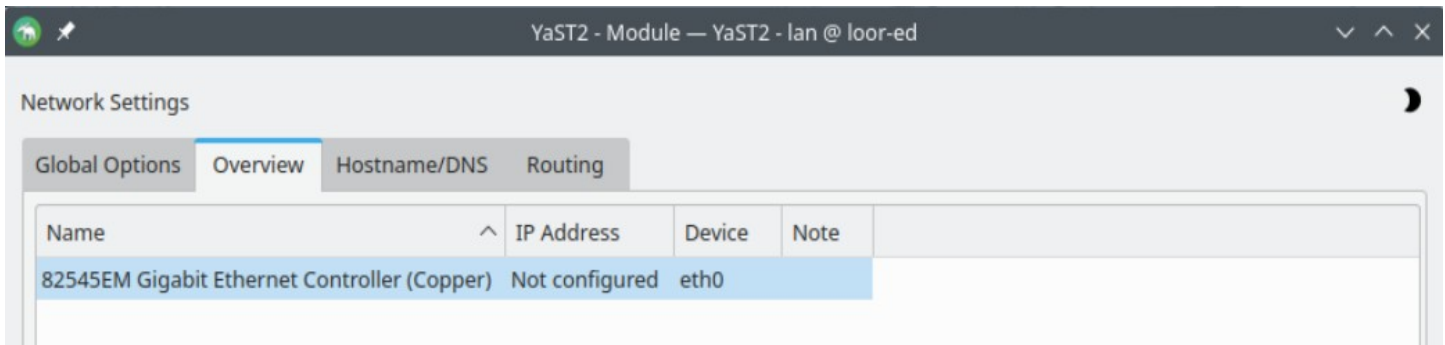 YaST2 - Module — YaST2 - lan @ loor-ed
Network Settings
Global Options Overview Hostname/DNS Routing
Name IP Address Device Note
82545EM Gigabit Ethernet Controller (Copper) Not configured eth0